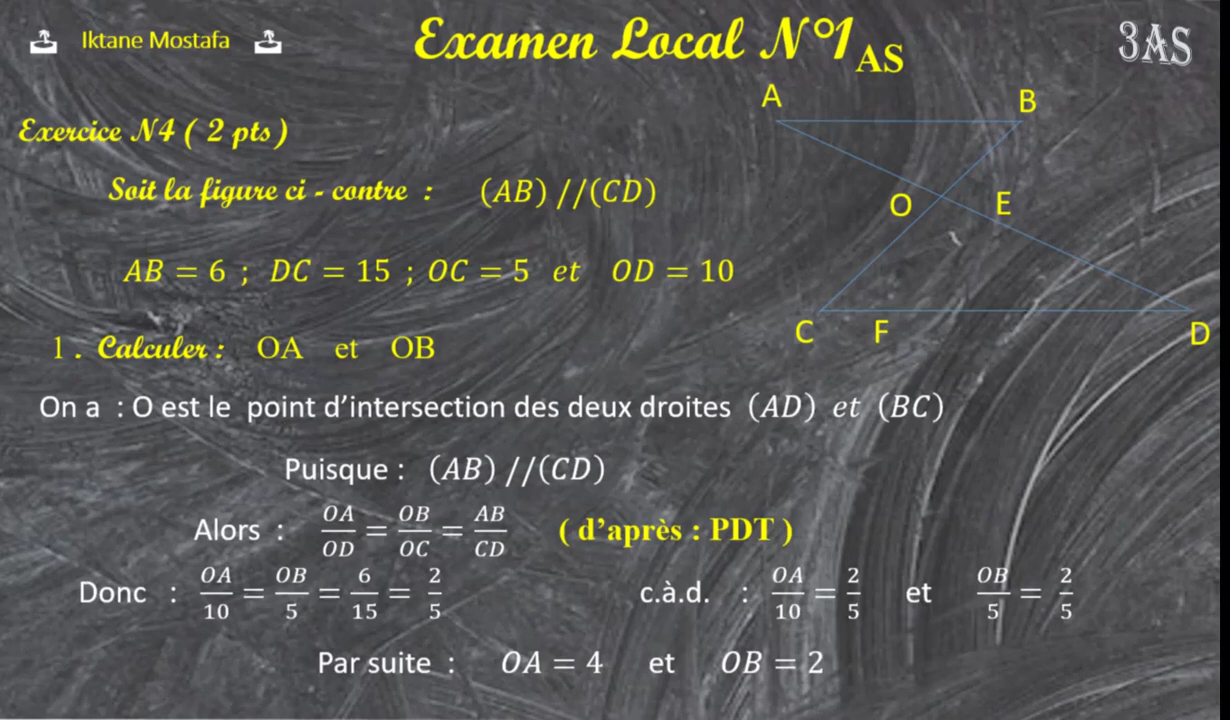 Iktane Mostafa
Examen Local N°1 AS
3AS
Exercice N4 ( 2 pts )
Soit la figure ci - contre : (AB) //(CD)
AB = 6 ; DC = 15 ; OC = 5 et OD = 10
A
B
O
E
C
F
D
1 . Calculer : OA et OB
On a : O est le point d’intersection des deux droites (AD) et (BC)
Puisque : (AB) //(CD)
Alors : OA/OD = OB/OC = AB/CD ( d’après : PDT )
Donc : OA/10 = OB/5 = 6/15 = 2/5 c.à.d. : OA/10 = 2/5 et OB/5 = 2/5
Par suite : OA = 4 et OB = 2